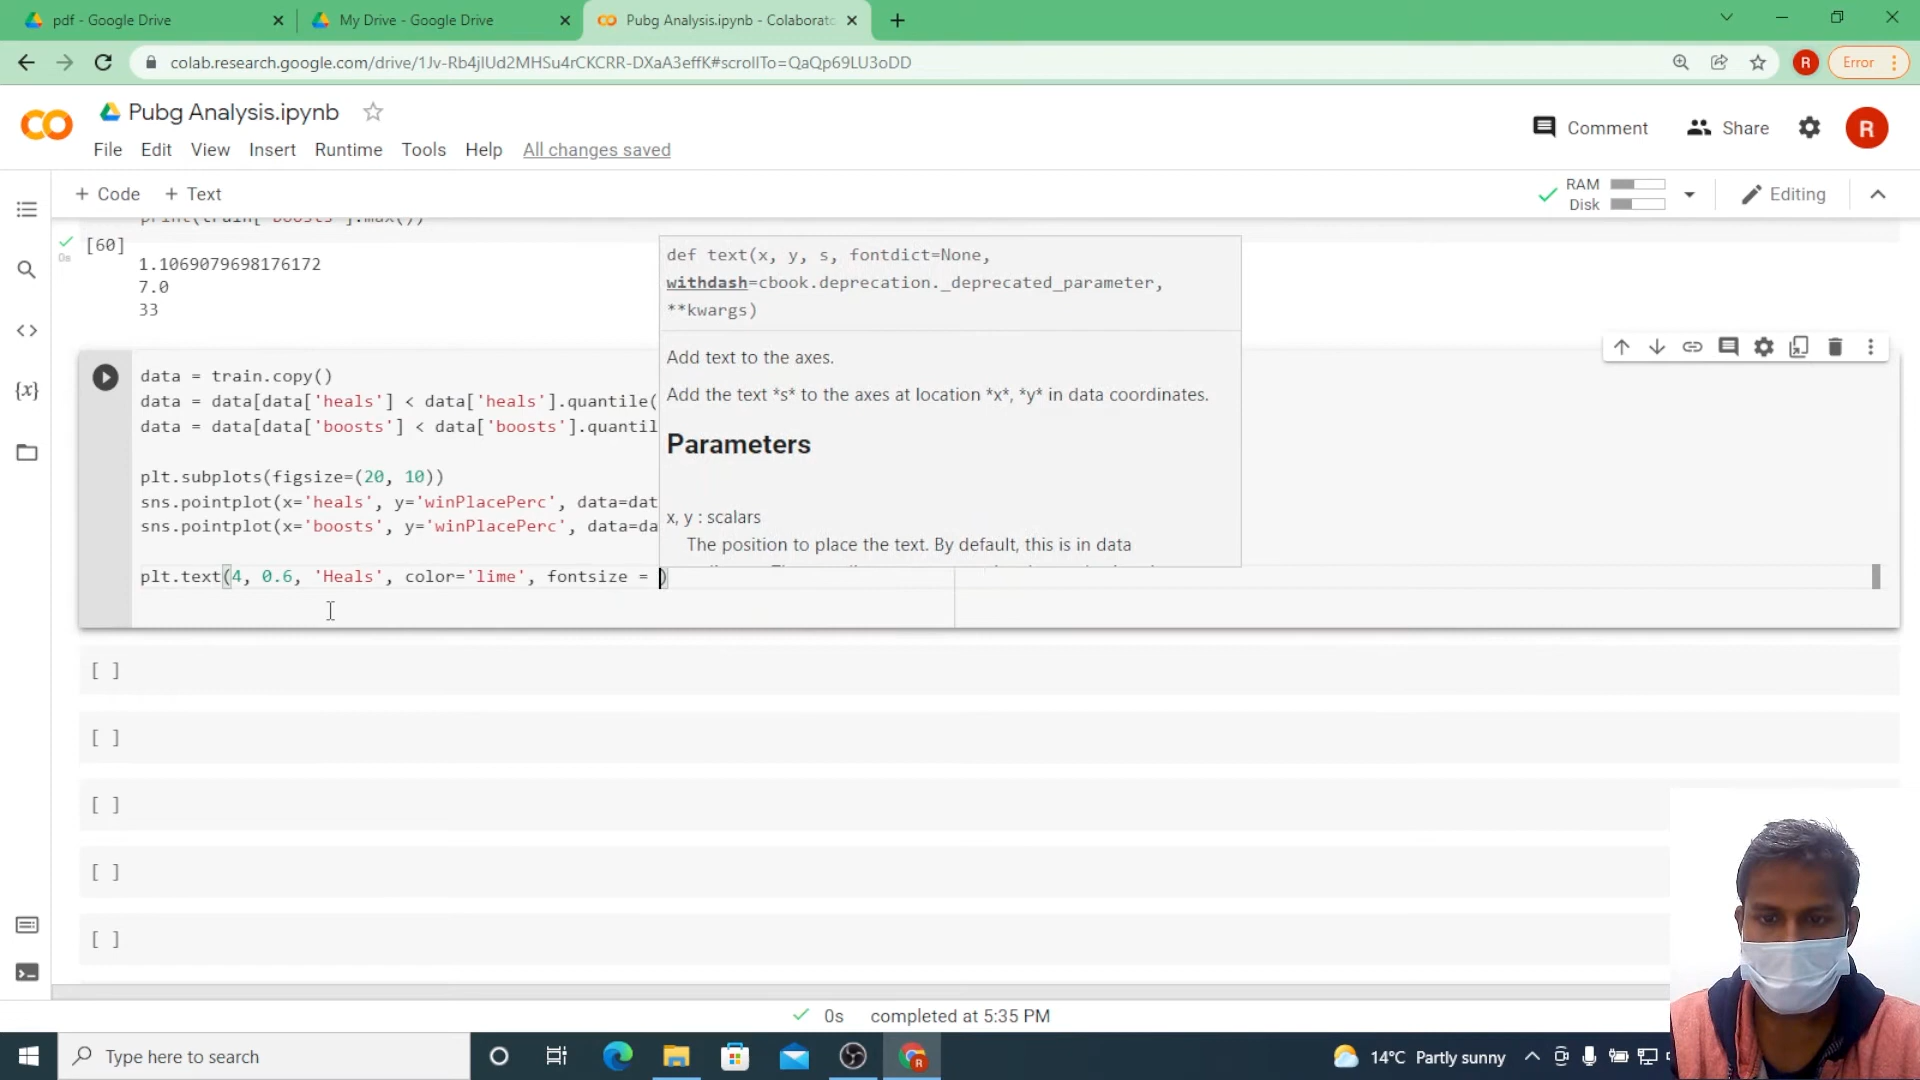 pdf - Google Drive
My Drive - Google Drive
Pubg Analysis.ipynb - Colaborato
colab.research.google.com/drive/1Jv-Rb4jlUd2MHSu4rCKCRR-DXaA3effK#scrollTo=QaQp69LU3oDD
R
Error
Pubg Analysis.ipynb
Comment
Share
R
File Edit View Insert Runtime Tools Help All changes saved
+ Code + Text
RAM
Disk
Editing
print(train['boosts'].max())
[60]
0s
1.1069079698176172
7.0
33
def text(x, y, s, fontdict=None,
withdash=cbook.deprecation._deprecated_parameter,
**kwargs)
Add text to the axes.
Add the text *s* to the axes at location *x*, *y* in data coordinates.
Parameters
x, y : scalars
The position to place the text. By default, this is in data
data = train.copy()
data = data[data['heals'] < data['heals'].quantile(
data = data[data['boosts'] < data['boosts'].quantil
plt.subplots(figsize=(20, 10))
sns.pointplot(x='heals', y='winPlacePerc', data=dat
sns.pointplot(x='boosts', y='winPlacePerc', data=da
plt.text(4, 0.6, 'Heals', color='lime', fontsize = )
[ ]
[ ]
[ ]
[ ]
[ ]
0s completed at 5:35 PM
Type here to search
14°C Partly sunny